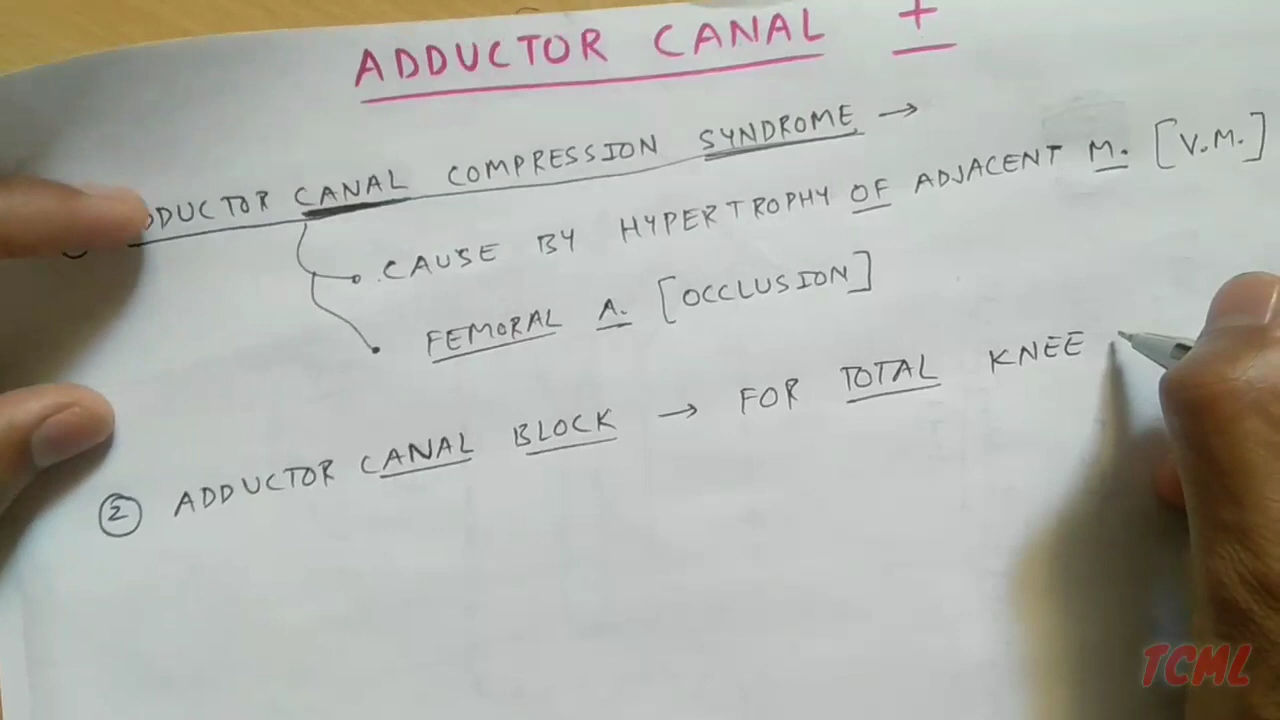 ADDUCTOR CANAL +
DDUCTOR CANAL COMPRESSION SYNDROME →
CAUSE BY HYPERTROPHY OF ADJACENT M. [V.M.]
FEMORAL A. [OCCLUSION]
② ADDUCTOR CANAL BLOCK → FOR TOTAL KNEE
TCML